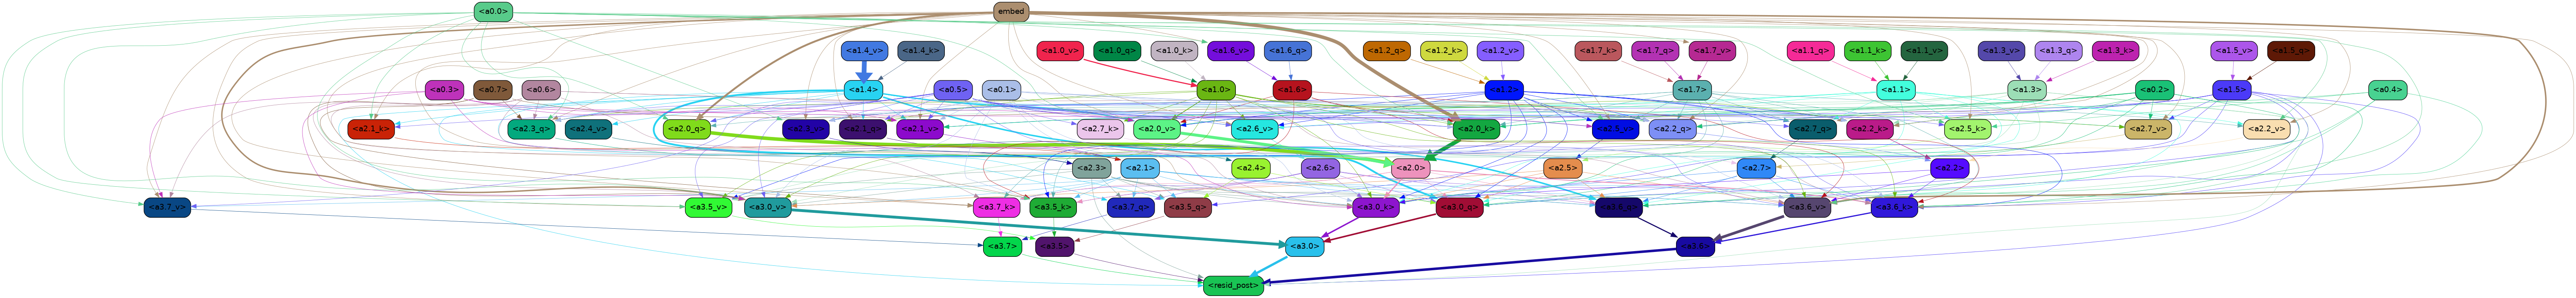 <a0.0> embed
<a1.4_v> <a1.4_k> <a1.0_v> <a1.0_q> <a1.0_k> <a1.6_v> <a1.6_q> <a1.2_q> <a1.2_k> <a1.2_v> <a1.7_k> <a1.7_q> <a1.7_v> <a1.1_q> <a1.1_k> <a1.1_v> <a1.3_v> <a1.3_q> <a1.3_k> <a1.5_v> <a1.5_q>
<a0.3> <a0.7> <a0.6> <a1.4> <a0.5> <a0.1> <a1.0> <a1.6> <a1.2> <a1.7> <a1.1> <a1.3> <a0.2> <a1.5> <a0.4>
<a2.1_k> <a2.3_q> <a2.4_v> <a2.0_q> <a2.3_v> <a2.1_q> <a2.1_v> <a2.7_k> <a2.0_v> <a2.6_v> <a2.0_k> <a2.5_v> <a2.2_q> <a2.7_q> <a2.2_k> <a2.5_k> <a2.7_v> <a2.2_v>
<a2.3> <a2.1> <a2.4> <a2.6> <a2.0> <a2.5> <a2.7> <a2.2>
<a3.7_v> <a3.5_v> <a3.0_v> <a3.7_k> <a3.5_k> <a3.7_q> <a3.5_q> <a3.0_k> <a3.0_q> <a3.6_q> <a3.6_v> <a3.6_k>
<a3.7> <a3.5> <a3.0> <a3.6>
<resid_post>